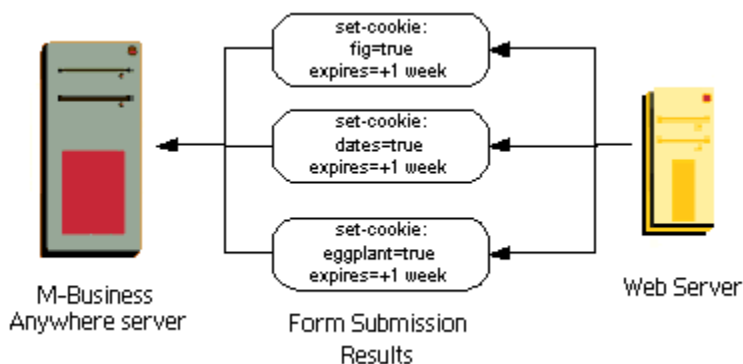 set-cookie:
fig=true
expires=+1 week
set-cookie:
dates=true
expires=+1 week
set-cookie:
eggplant=true
expires=+1 week
M-Business
Anywhere server
Form Submission
Results
Web Server